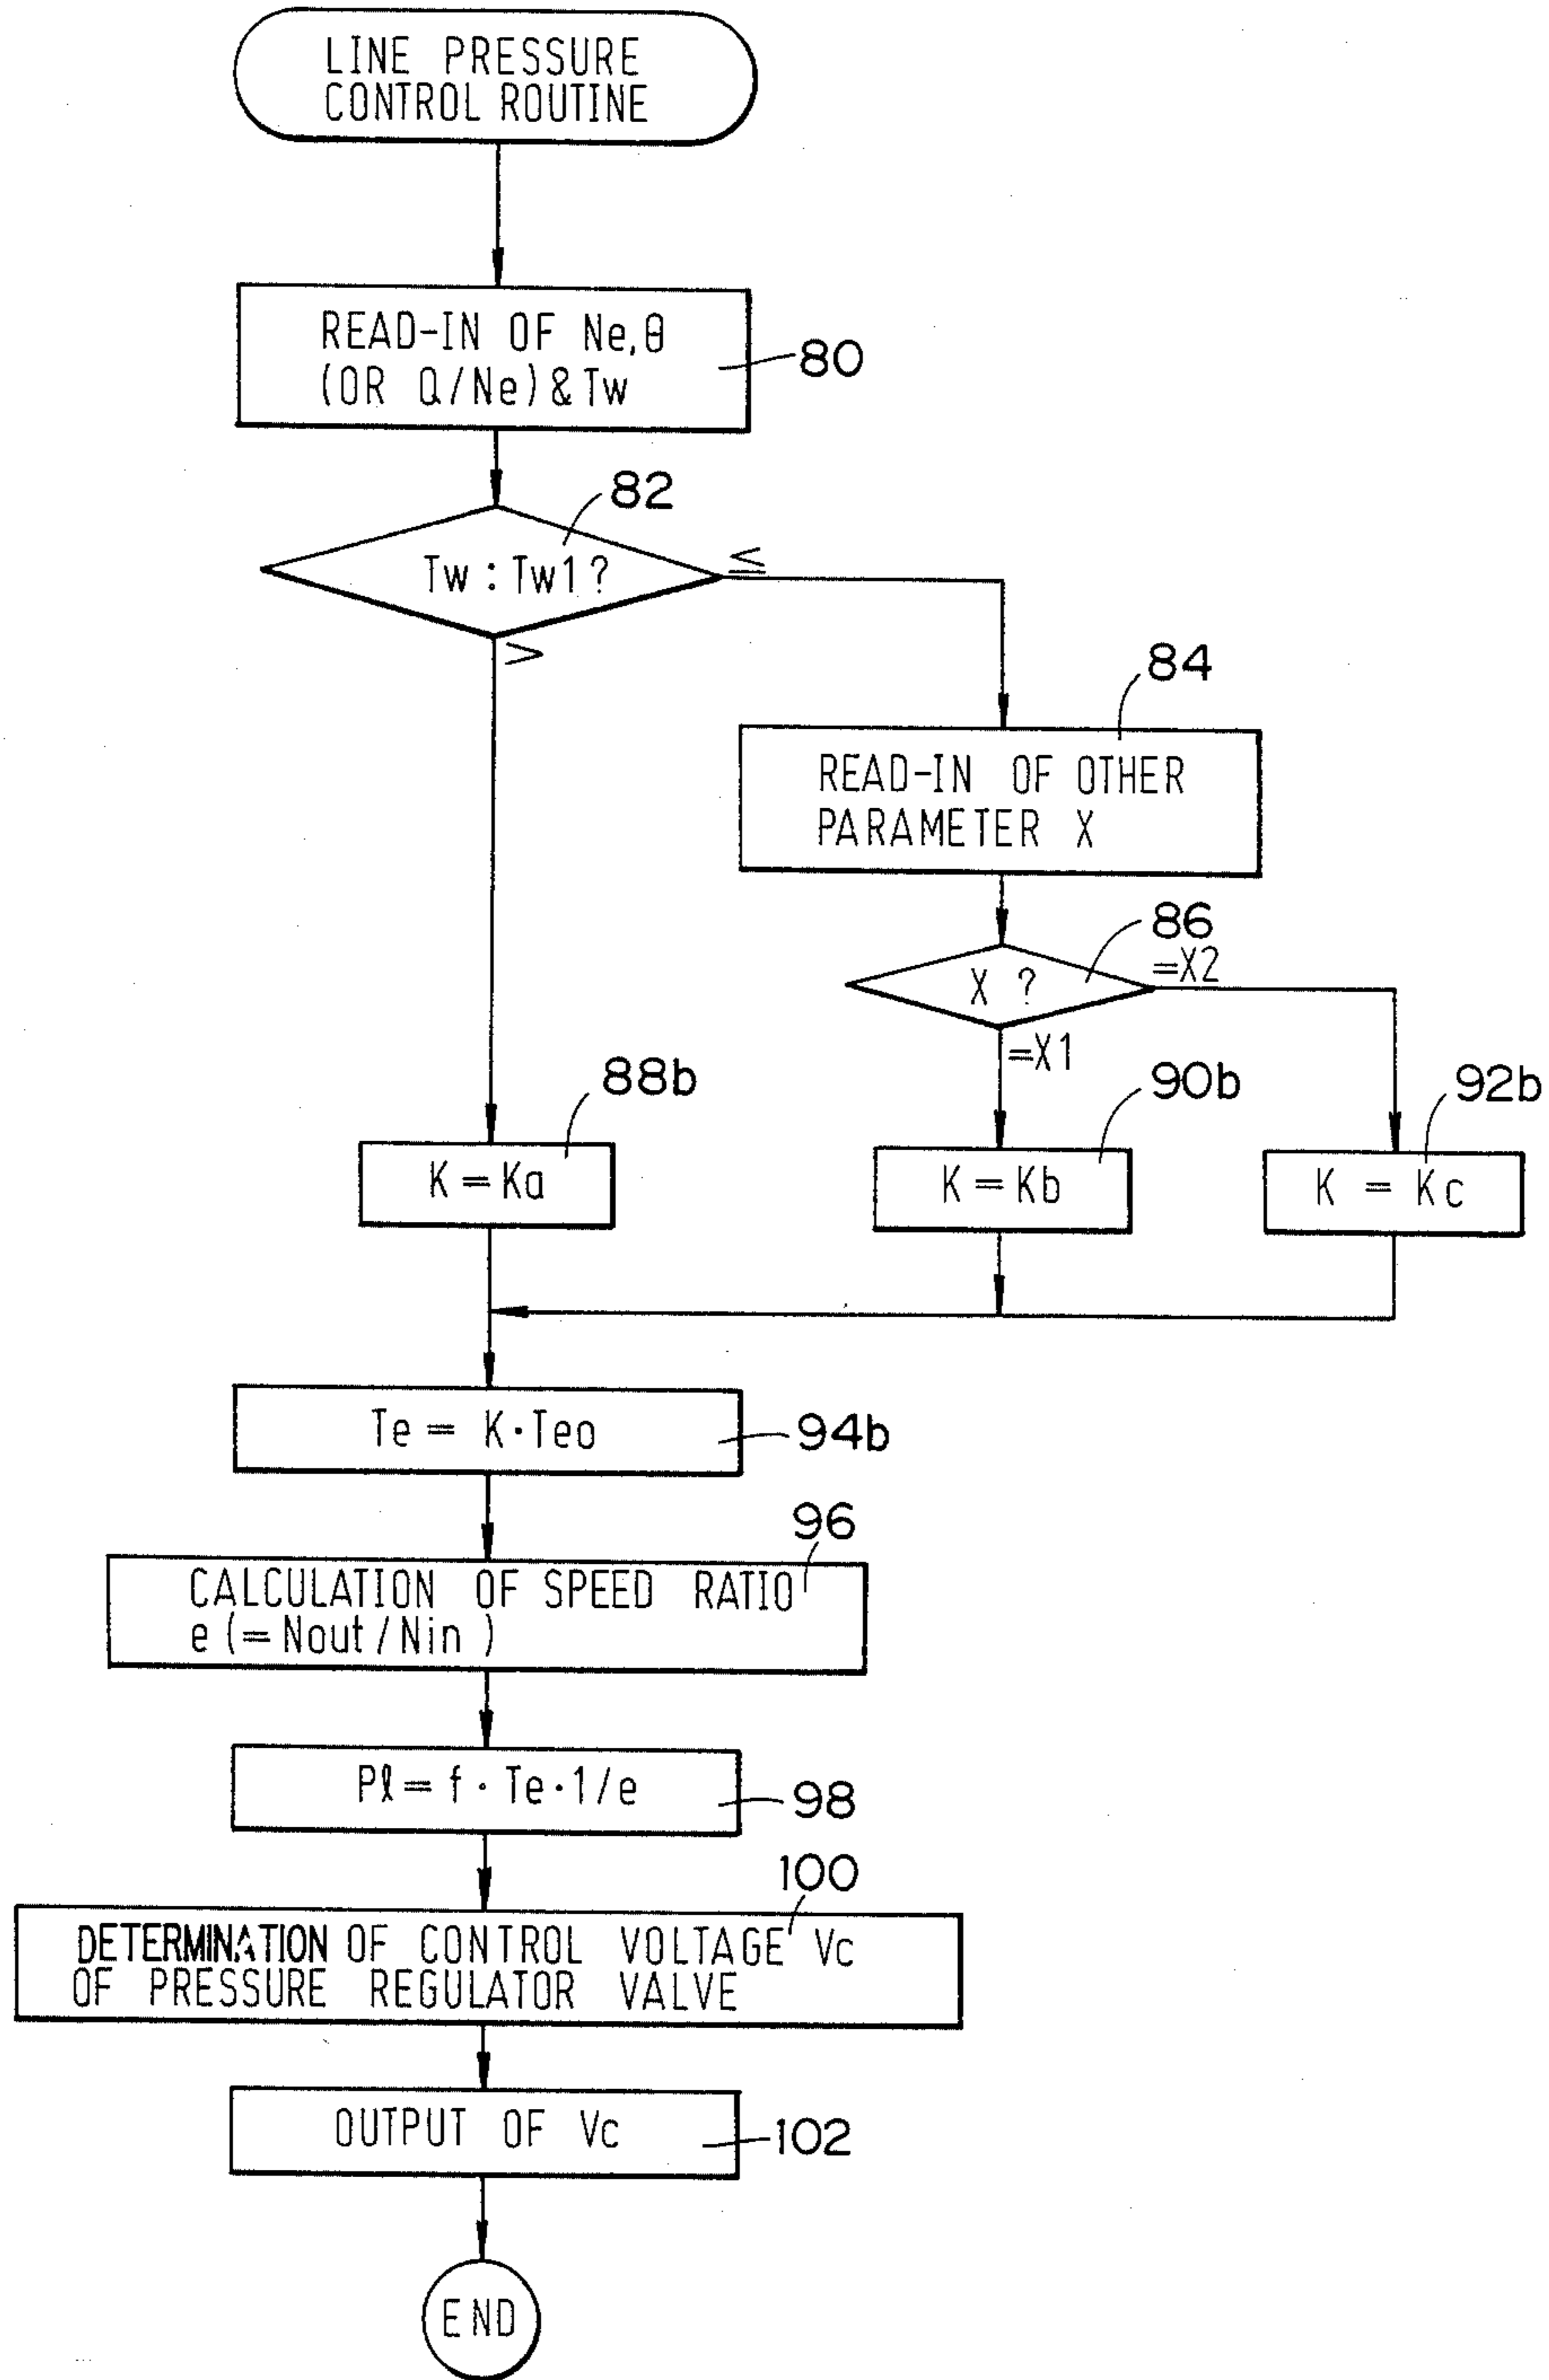 LINE PRESSURE
CONTROL ROUTINE
READ-IN OF Ne,θ
(OR Q/Ne)&Tw
80
82
Tw:Tw1?
≤
>
84
READ-IN OF OTHER
PARAMETER X
86
X ?
=X2
=X1
88b
90b
92b
K=Ka
K=Kb
K = Kc
Te= K·Teo
94b
96
CALCULATION OF SPEED RATIO
e(=Nout/Nin)
Pℓ=f·Te·1/e
98
100
DETERMINATION OF CONTROL VOLTAGE Vc
OF PRESSURE REGULATOR VALVE
OUTPUT OF Vc
102
END